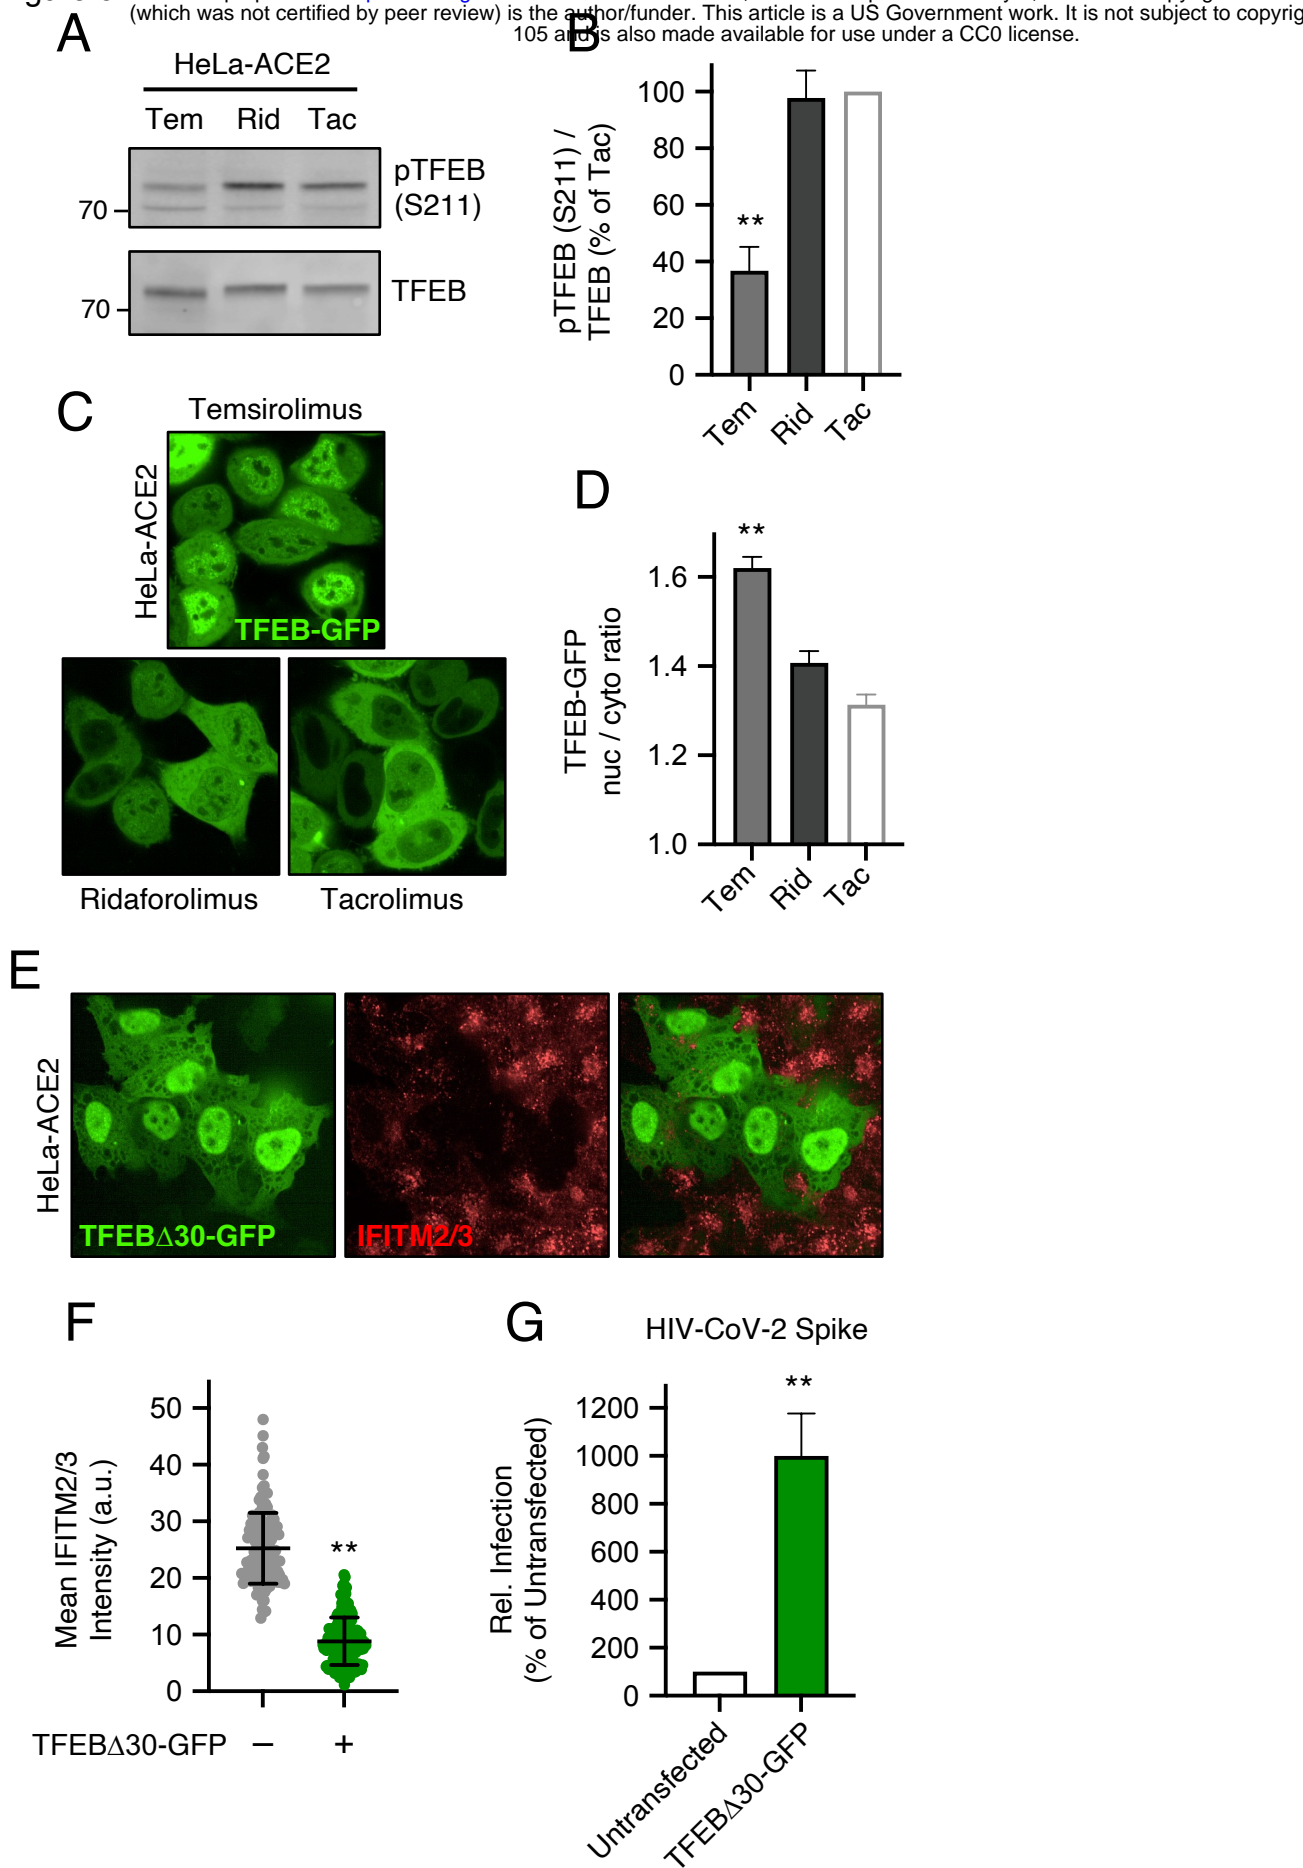 (which was not certified by peer review) is the author/funder. This article is a US Government work. It is not subject to
105 and is also made available for use under a CC0 license.
A
HeLa-ACE2
Tem Rid Tac
pTFEB
(S211)
70
TFEB
70
B
pTFEB (S211) /
TFEB (% of Tac)
100
80
60
40
20
0
**
Tem Rid Tac
C
Temsirolimus
HeLa-ACE2
TFEB-GFP
Ridaforolimus Tacrolimus
D
TFEB-GFP
nuc / cyto ratio
1.6
1.4
1.2
1.0
**
Tem Rid Tac
E
HeLa-ACE2
TFEBΔ30-GFP
IFITM2/3
F
Mean IFITM2/3
Intensity (a.u.)
50
40
30
20
10
0
**
TFEBΔ30-GFP − +
G
HIV-CoV-2 Spike
Rel. Infection
(% of Untransfected)
1200
1000
800
600
400
200
0
**
Untransfected
TFEBΔ30-GFP